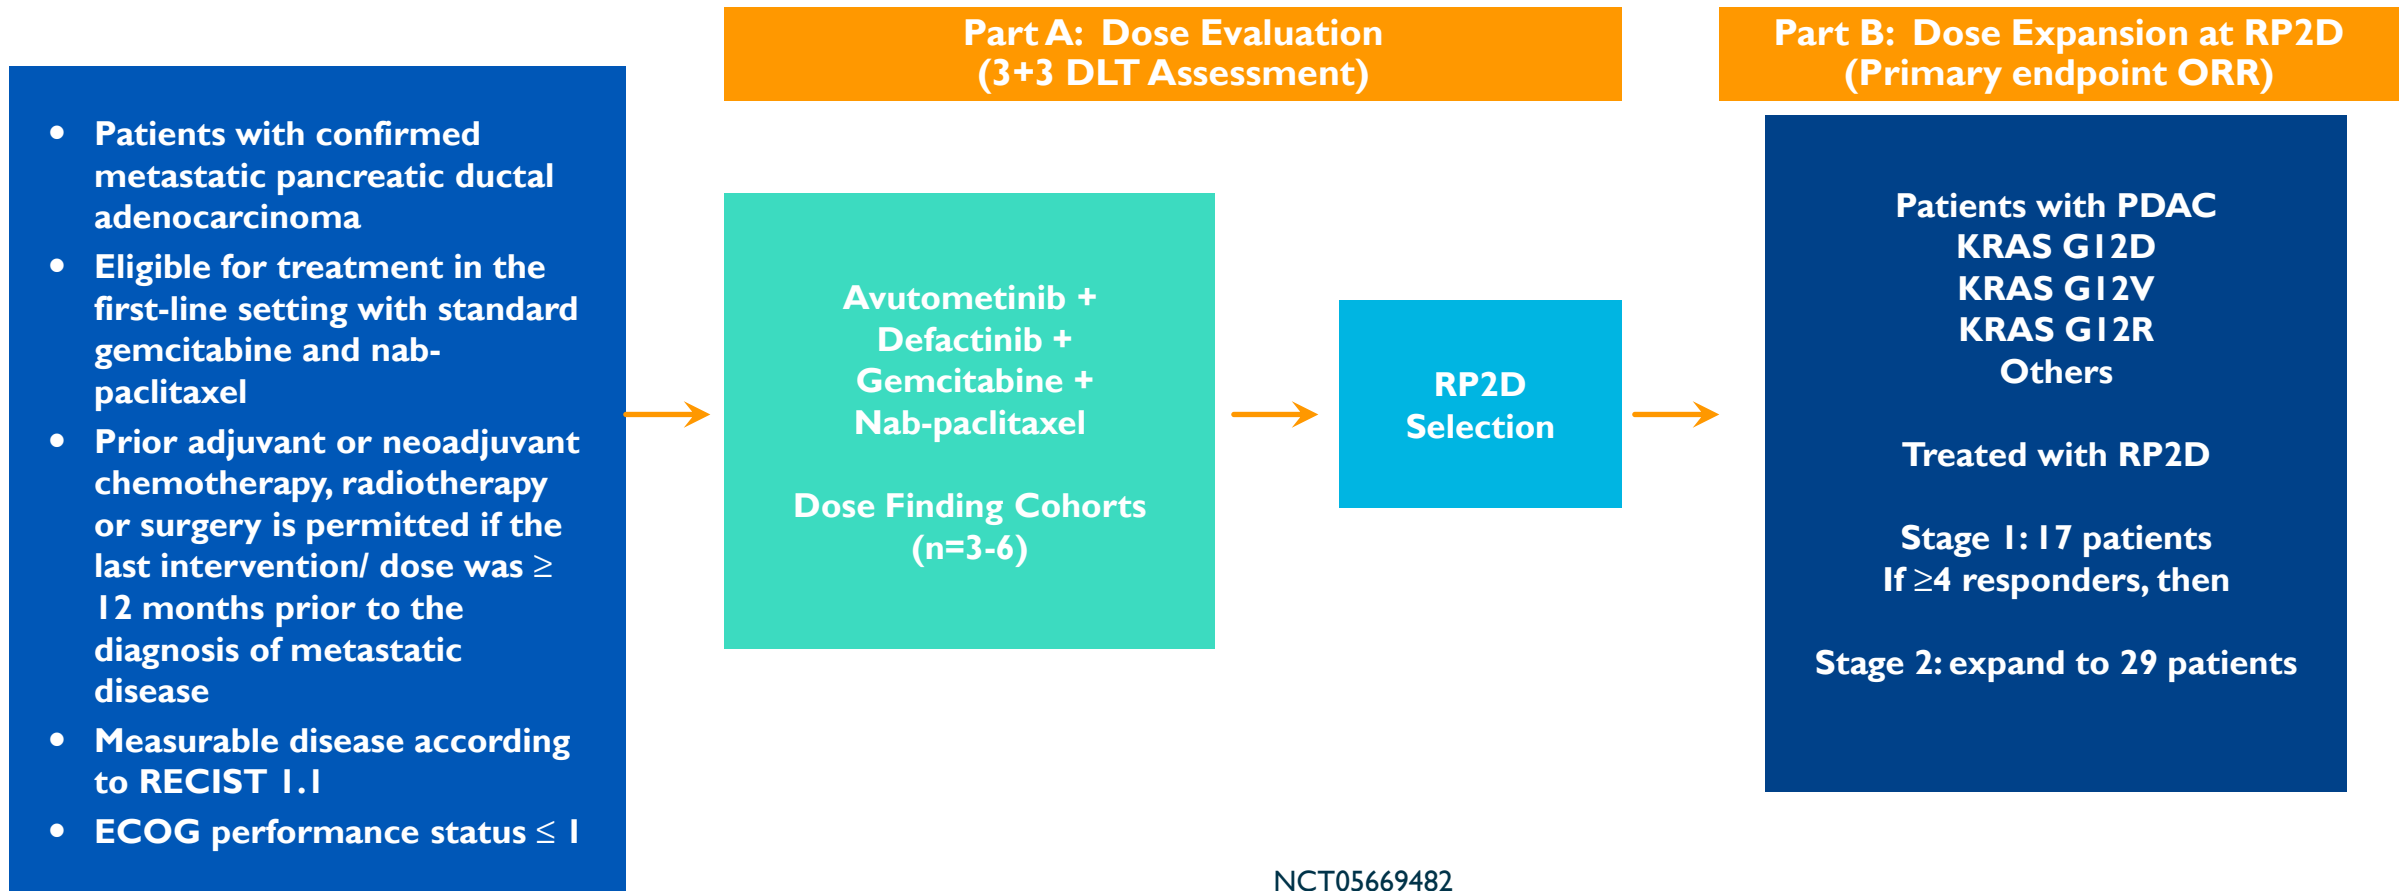 Part A:  Dose Evaluation
(3+3 DLT Assessment)
Part B:  Dose Expansion at RP2D
(Primary endpoint ORR)
• Patients with confirmed
metastatic pancreatic ductal
adenocarcinoma
• Eligible for treatment in the
first-line setting with standard
gemcitabine and nab-
paclitaxel
• Prior adjuvant or neoadjuvant
chemotherapy, radiotherapy
or surgery is permitted if the
last intervention/ dose was ≥
12 months prior to the
diagnosis of metastatic
disease
• Measurable disease according
to RECIST 1.1
• ECOG performance status ≤ 1
Avutometinib +
Defactinib +
Gemcitabine +
Nab-paclitaxel
Dose Finding Cohorts
(n=3-6)
RP2D
Selection
Patients with PDAC
KRAS G12D
KRAS G12V
KRAS G12R
Others
Treated with RP2D
Stage 1: 17 patients
If ≥4 responders, then
Stage 2: expand to 29 patients
NCT05669482